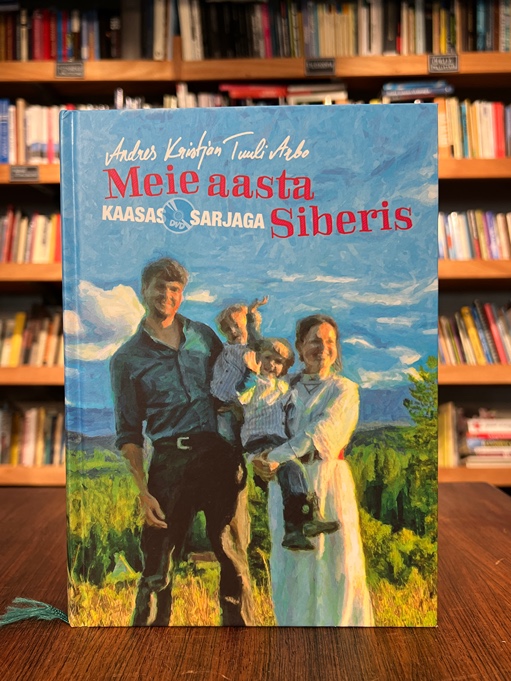 Andres Kristjan Tuuli Arbo
Meie aasta
KAASAS DVD SARJAGA
Siberis